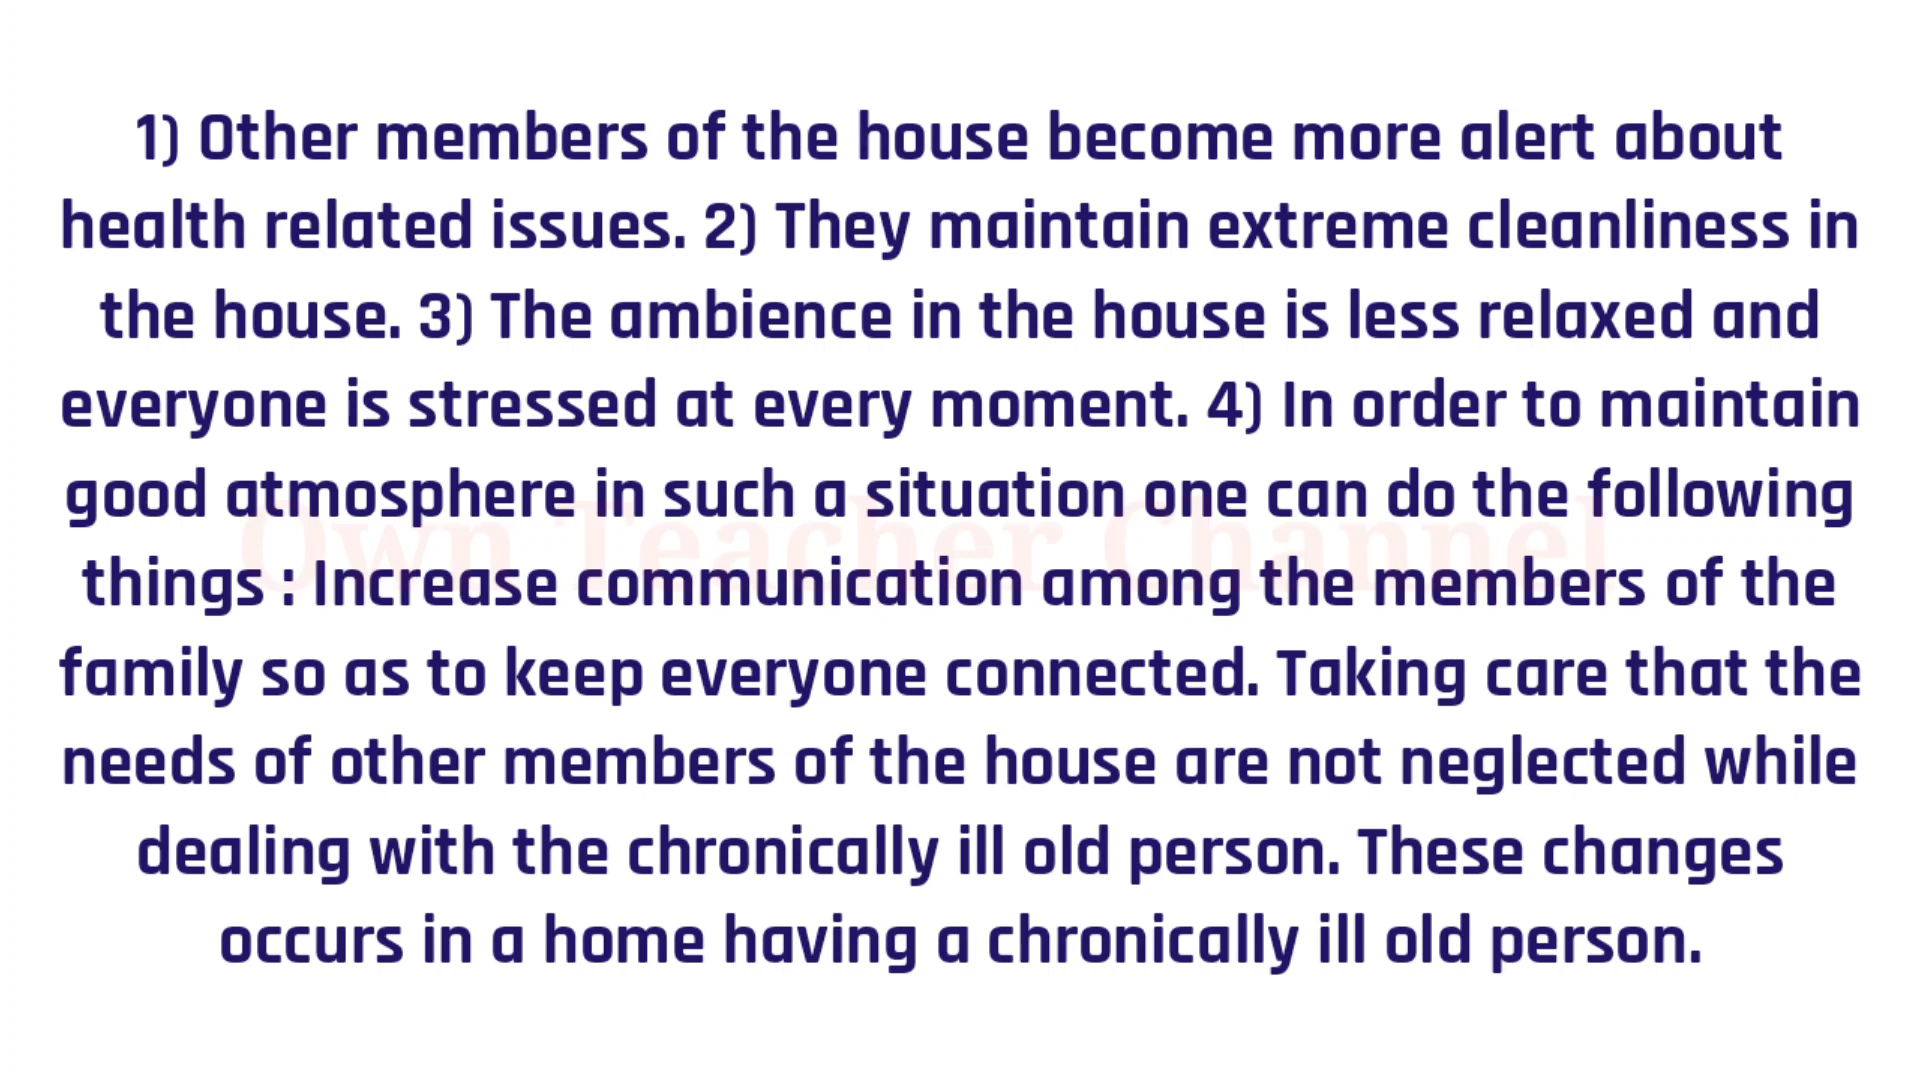 1) Other members of the house become more alert about
health related issues. 2) They maintain extreme cleanliness in
the house. 3) The ambience in the house is less relaxed and
everyone is stressed at every moment. 4) In order to maintain
good atmosphere in such a situation one can do the following
Own Teacher Channel
things : Increase communication among the members of the
family so as to keep everyone connected. Taking care that the
needs of other members of the house are not neglected while
dealing with the chronically ill old person. These changes
occurs in a home having a chronically ill old person.